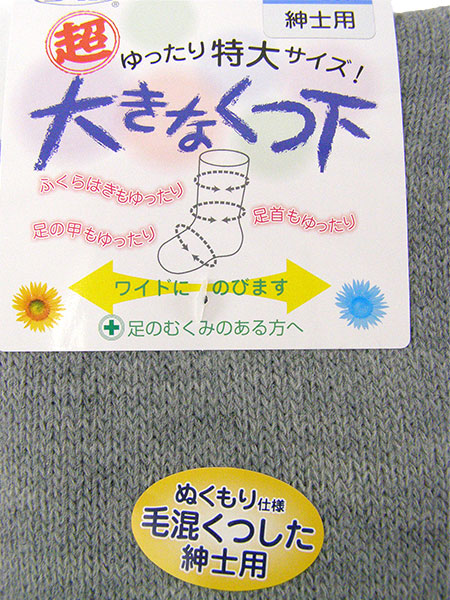 紳士用
超
ゆったり特大サイズ!
大きなくつ下
ふくらはぎもゆったり
足の甲もゆったり
足首もゆったり
ワイドに のびます
足のむくみのある方へ
ぬくもり仕様
毛混くつした
紳士用